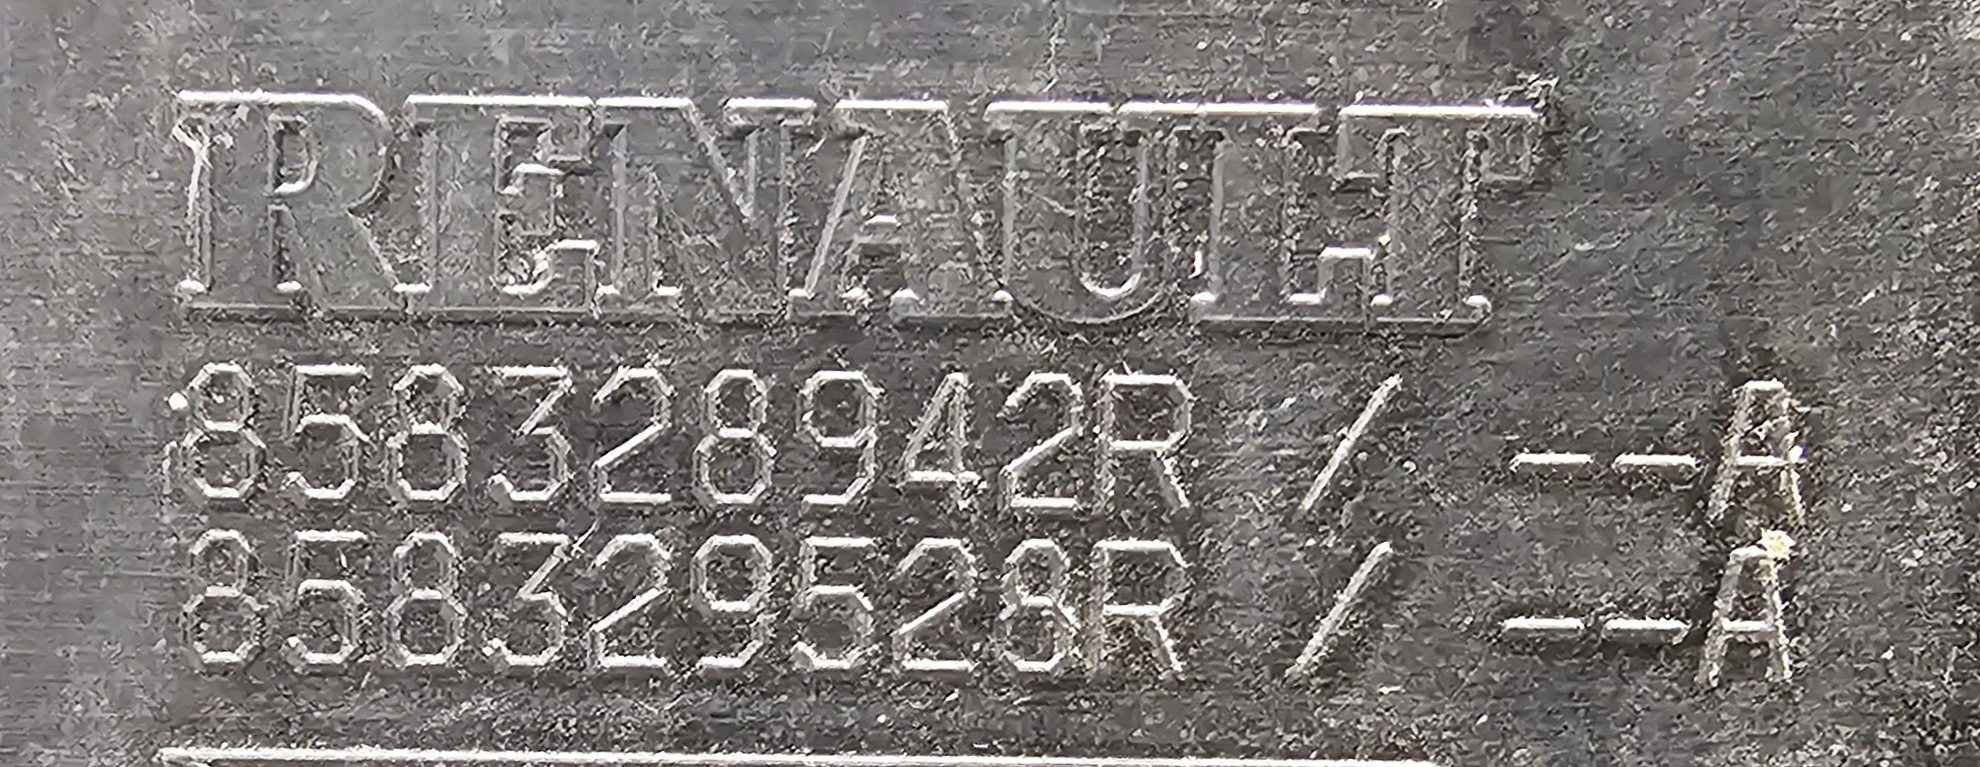 RENAULT
858328942R / --A
858329528R / --A